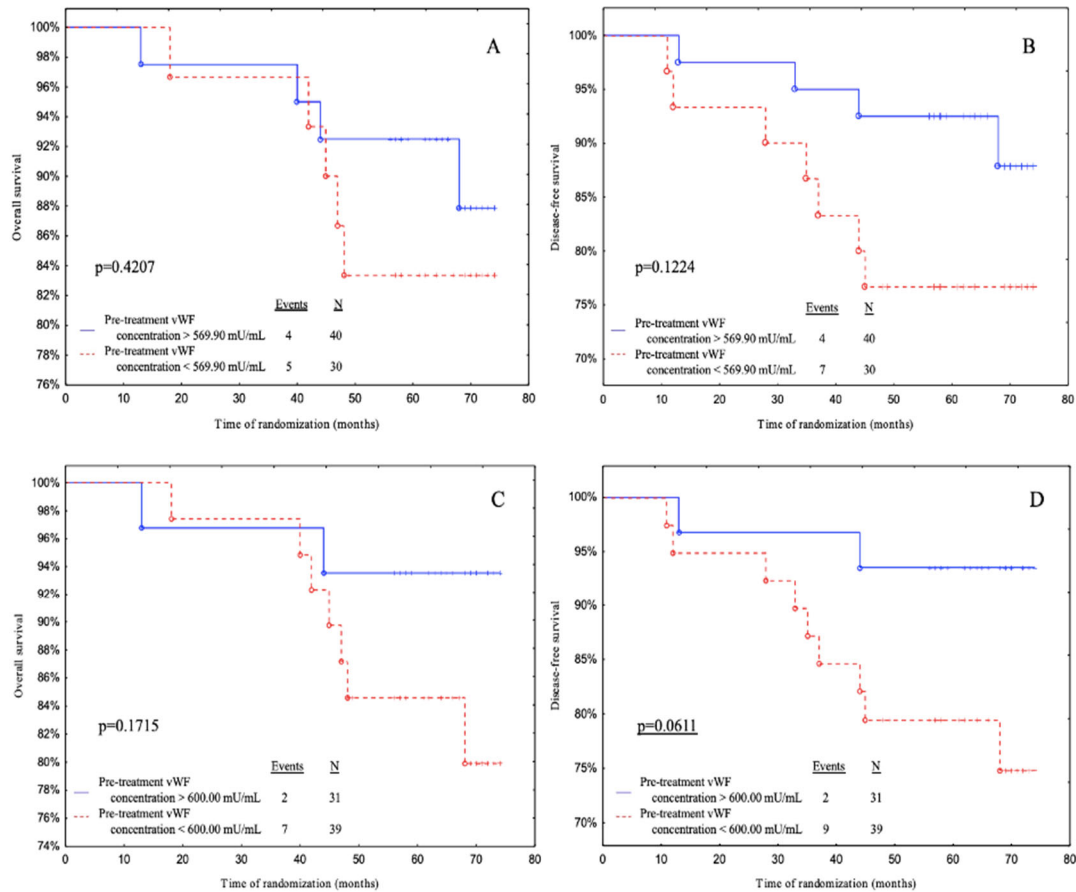 A
100%
98%
96%
94%
92%
90%
88%
86%
84%
82%
80%
78%
76%
Overall survival
p=0.4207
Events N
Pre-treatment vWF
concentration > 569.90 mU/mL 4 40
Pre-treatment vWF
concentration < 569.90 mU/mL 5 30
0 10 20 30 40 50 60 70 80
Time of randomization (months)
B
100%
95%
90%
85%
80%
75%
70%
67%
Disease-free survival
p=0.1224
Events N
Pre-treatment vWF
concentration > 569.90 mU/mL 4 40
Pre-treatment vWF
concentration < 569.90 mU/mL 7 30
0 10 20 30 40 50 60 70 80
Time of randomization (months)
C
100%
98%
96%
94%
92%
90%
88%
86%
84%
82%
80%
78%
76%
74%
Overall survival
p=0.1715
Events N
Pre-treatment vWF
concentration > 600.00 mU/mL 2 31
Pre-treatment vWF
concentration < 600.00 mU/mL 7 39
0 10 20 30 40 50 60 70 80
Time of randomization (months)
D
100%
95%
90%
85%
80%
75%
70%
68%
Disease-free survival
p=0.0611
Events N
Pre-treatment vWF
concentration > 600.00 mU/mL 2 31
Pre-treatment vWF
concentration < 600.00 mU/mL 9 39
0 10 20 30 40 50 60 70 80
Time of randomization (months)